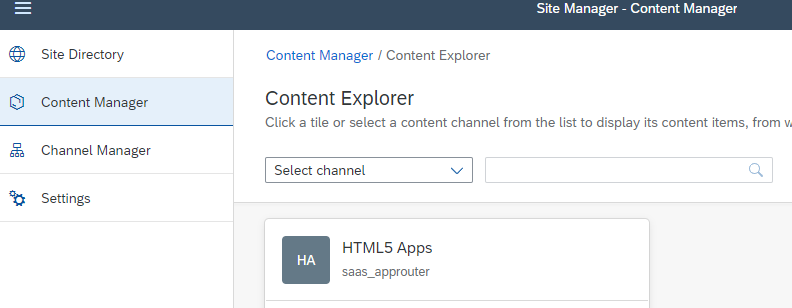 Site Manager - Content Manager
Site Directory
Content Manager
Channel Manager
Settings
Content Manager / Content Explorer
Content Explorer
Click a tile or select a content channel from the list to display its content items, from w
Select channel
HA
HTML5 Apps
saas_approuter